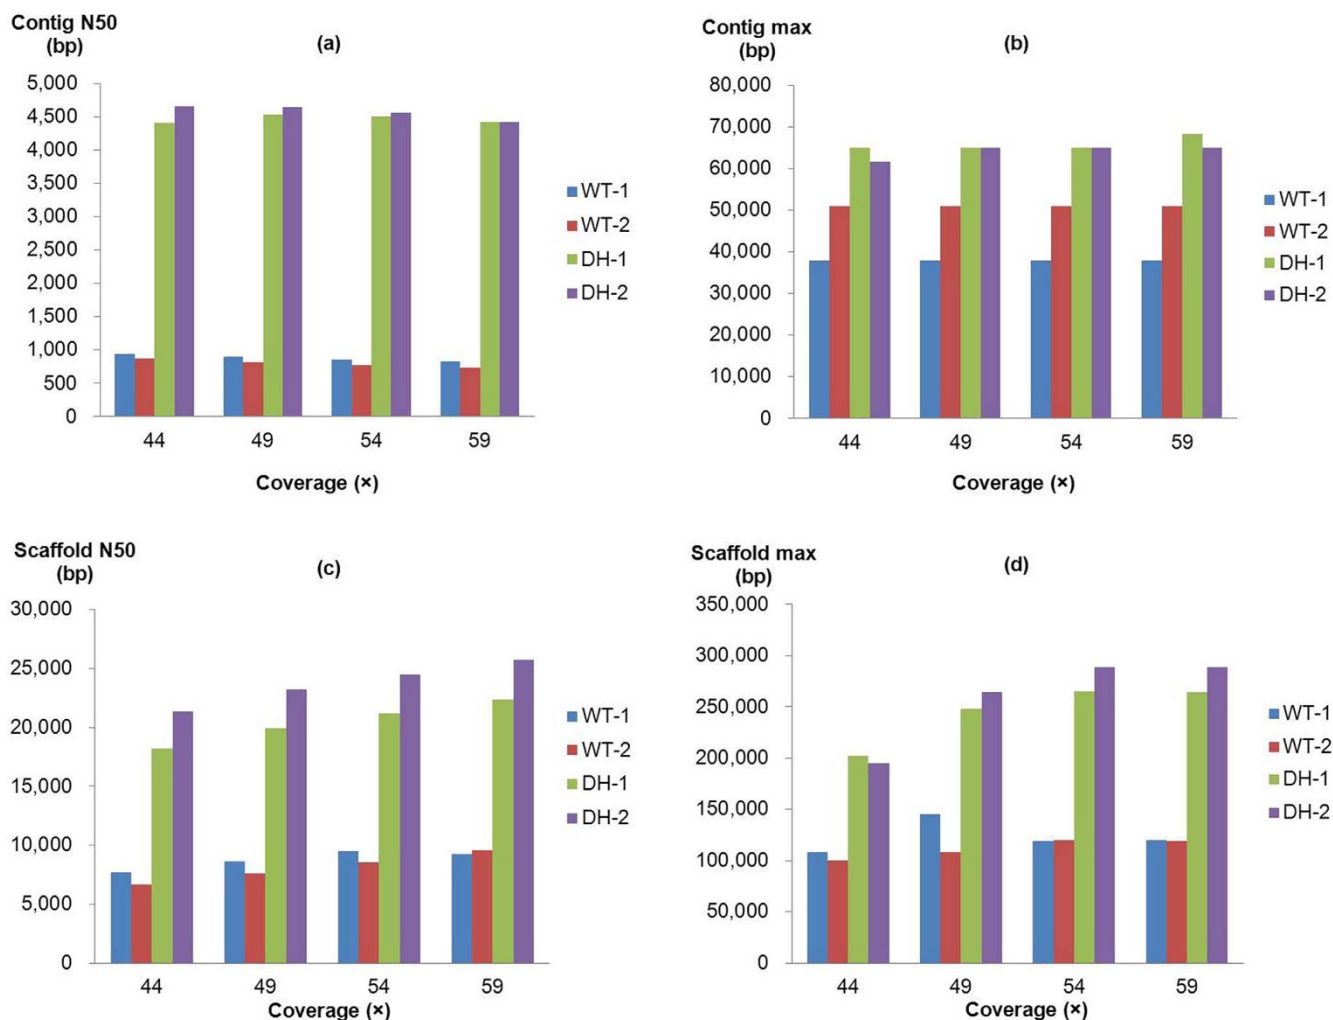 Contig N50
(bp)
(a)
5,000
4,500
4,000
3,500
3,000
2,500
2,000
1,500
1,000
500
0
44 49 54 59
Coverage (×)
WT-1
WT-2
DH-1
DH-2
Contig max
(bp)
(b)
80,000
70,000
60,000
50,000
40,000
30,000
20,000
10,000
0
44 49 54 59
Coverage (×)
WT-1
WT-2
DH-1
DH-2
Scaffold N50
(bp)
(c)
30,000
25,000
20,000
15,000
10,000
5,000
0
44 49 54 59
Coverage (×)
WT-1
WT-2
DH-1
DH-2
Scaffold max
(bp)
(d)
350,000
300,000
250,000
200,000
150,000
100,000
50,000
0
44 49 54 59
Coverage (×)
WT-1
WT-2
DH-1
DH-2